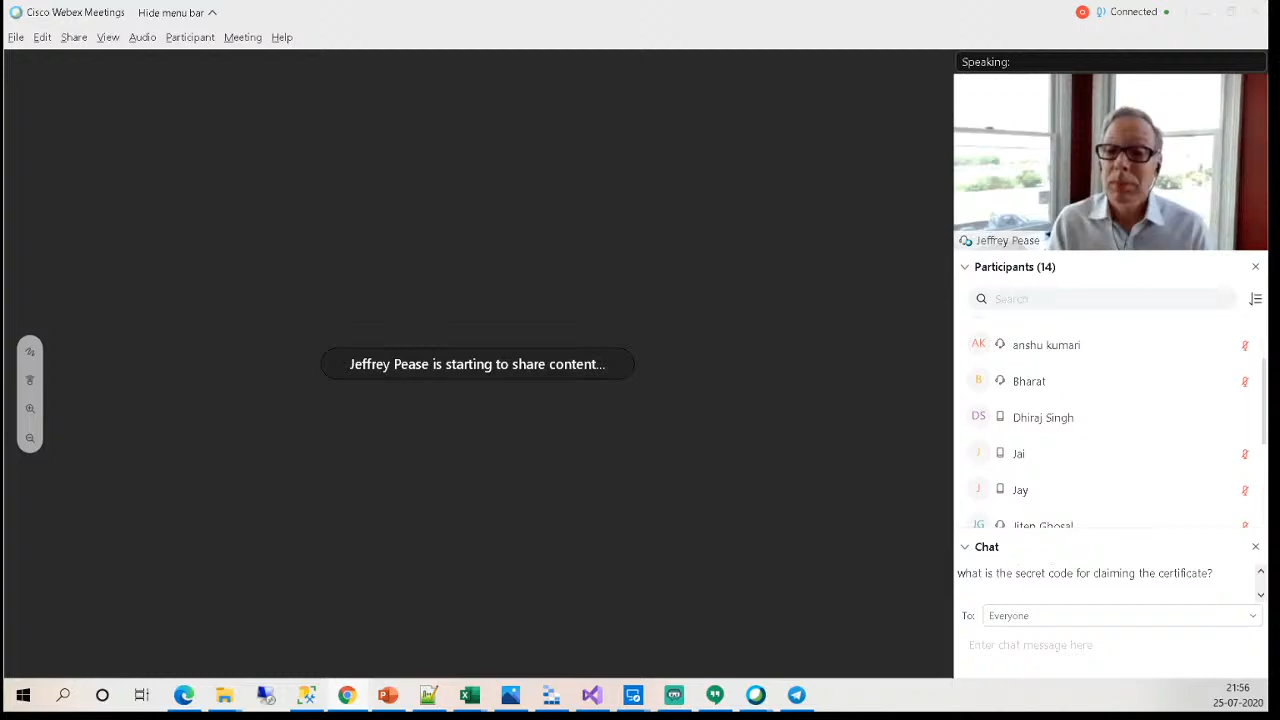 Cisco Webex Meetings Hide menu bar Connected
File Edit Share View Audio Participant Meeting Help
Speaking:
Jeffrey Pease
Participants (14)
Search
Jeffrey Pease is starting to share content...
AK anshu kumari
B Bharat
DS Dhiraj Singh
J Jai
J Jay
JG Jiten Ghosal
Chat
what is the secret code for claiming the certificate?
To: Everyone
Enter chat message here
21:56
25-07-2020